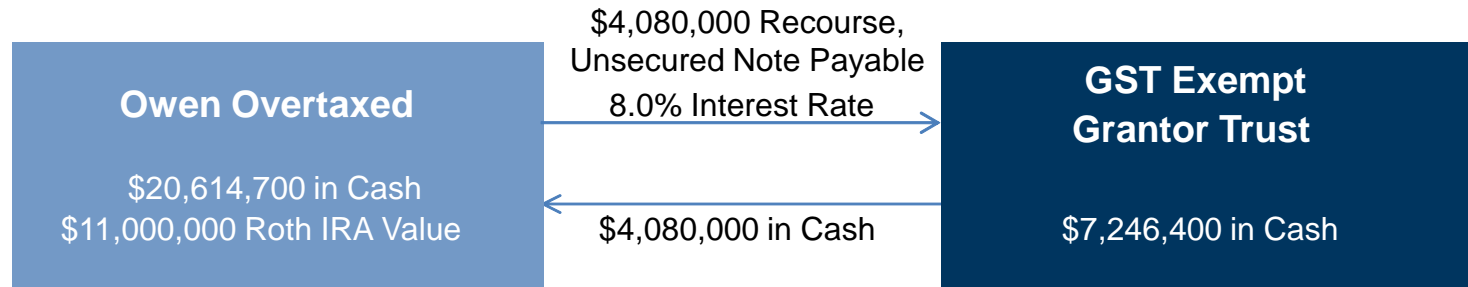 $4,080,000 Recourse,
Unsecured Note Payable
8.0% Interest Rate
Owen Overtaxed
$20,614,700 in Cash
$11,000,000 Roth IRA Value
$4,080,000 in Cash
GST Exempt
Grantor Trust
$7,246,400 in Cash